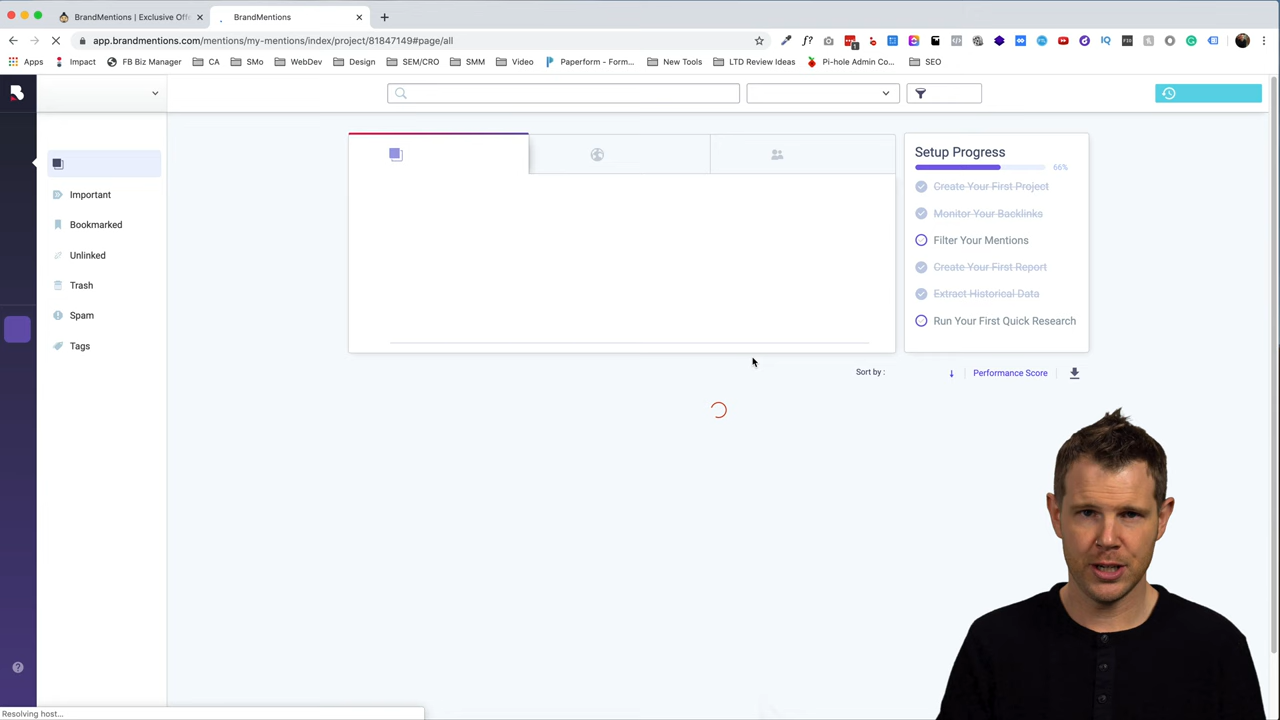 BrandMentions | Exclusive Off
BrandMentions
app.brandmentions.com/mentions/my-mentions/index/project/81847149#page/all
Apps
Impact
FB Biz Manager
CA
SMo
WebDev
Design
SEM/CRO
SMM
Video
Paperform - Form...
New Tools
LTD Review Ideas
Pi-hole Admin Co...
SEO
Important
Bookmarked
Unlinked
Trash
Spam
Tags
Setup Progress
66%
Create Your First Project
Monitor Your Backlinks
Filter Your Mentions
Create Your First Report
Extract Historical Data
Run Your First Quick Research
Sort by :
Performance Score
Resolving host...